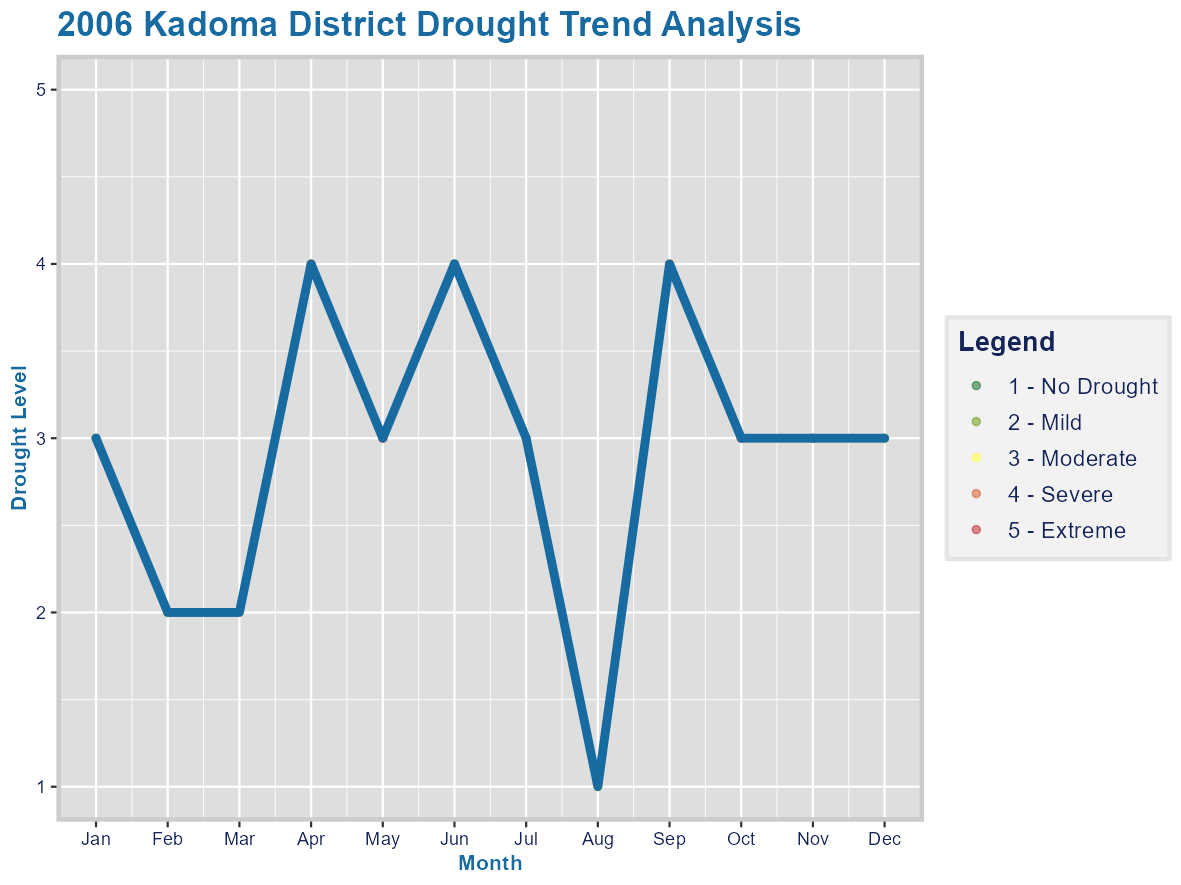 2006 Kadoma District Drought Trend Analysis
Drought Level
5
4
3
2
1
Jan Feb Mar Apr May Jun Jul Aug Sep Oct Nov Dec
Month
Legend
1 - No Drought
2 - Mild
3 - Moderate
4 - Severe
5 - Extreme